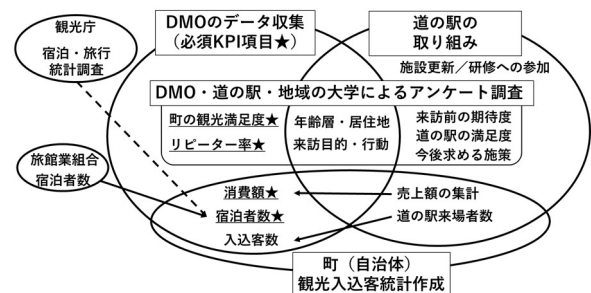 観光庁
宿泊・旅行
統計調査
DMOのデータ収集
(必須KPI項目★)
道の駅の
取り組み
施設更新／研修への参加
DMO・道の駅・地域の大学によるアンケート調査
町の観光満足度★
リピーター率★
年齢層・居住地
来訪目的・行動
来訪前の期待度
道の駅の満足度
今後求める施策
旅館業組合
宿泊者数
消費額★
宿泊者数★
入込客数
売上額の集計
道の駅来場者数
町（自治体）
観光入込客統計作成